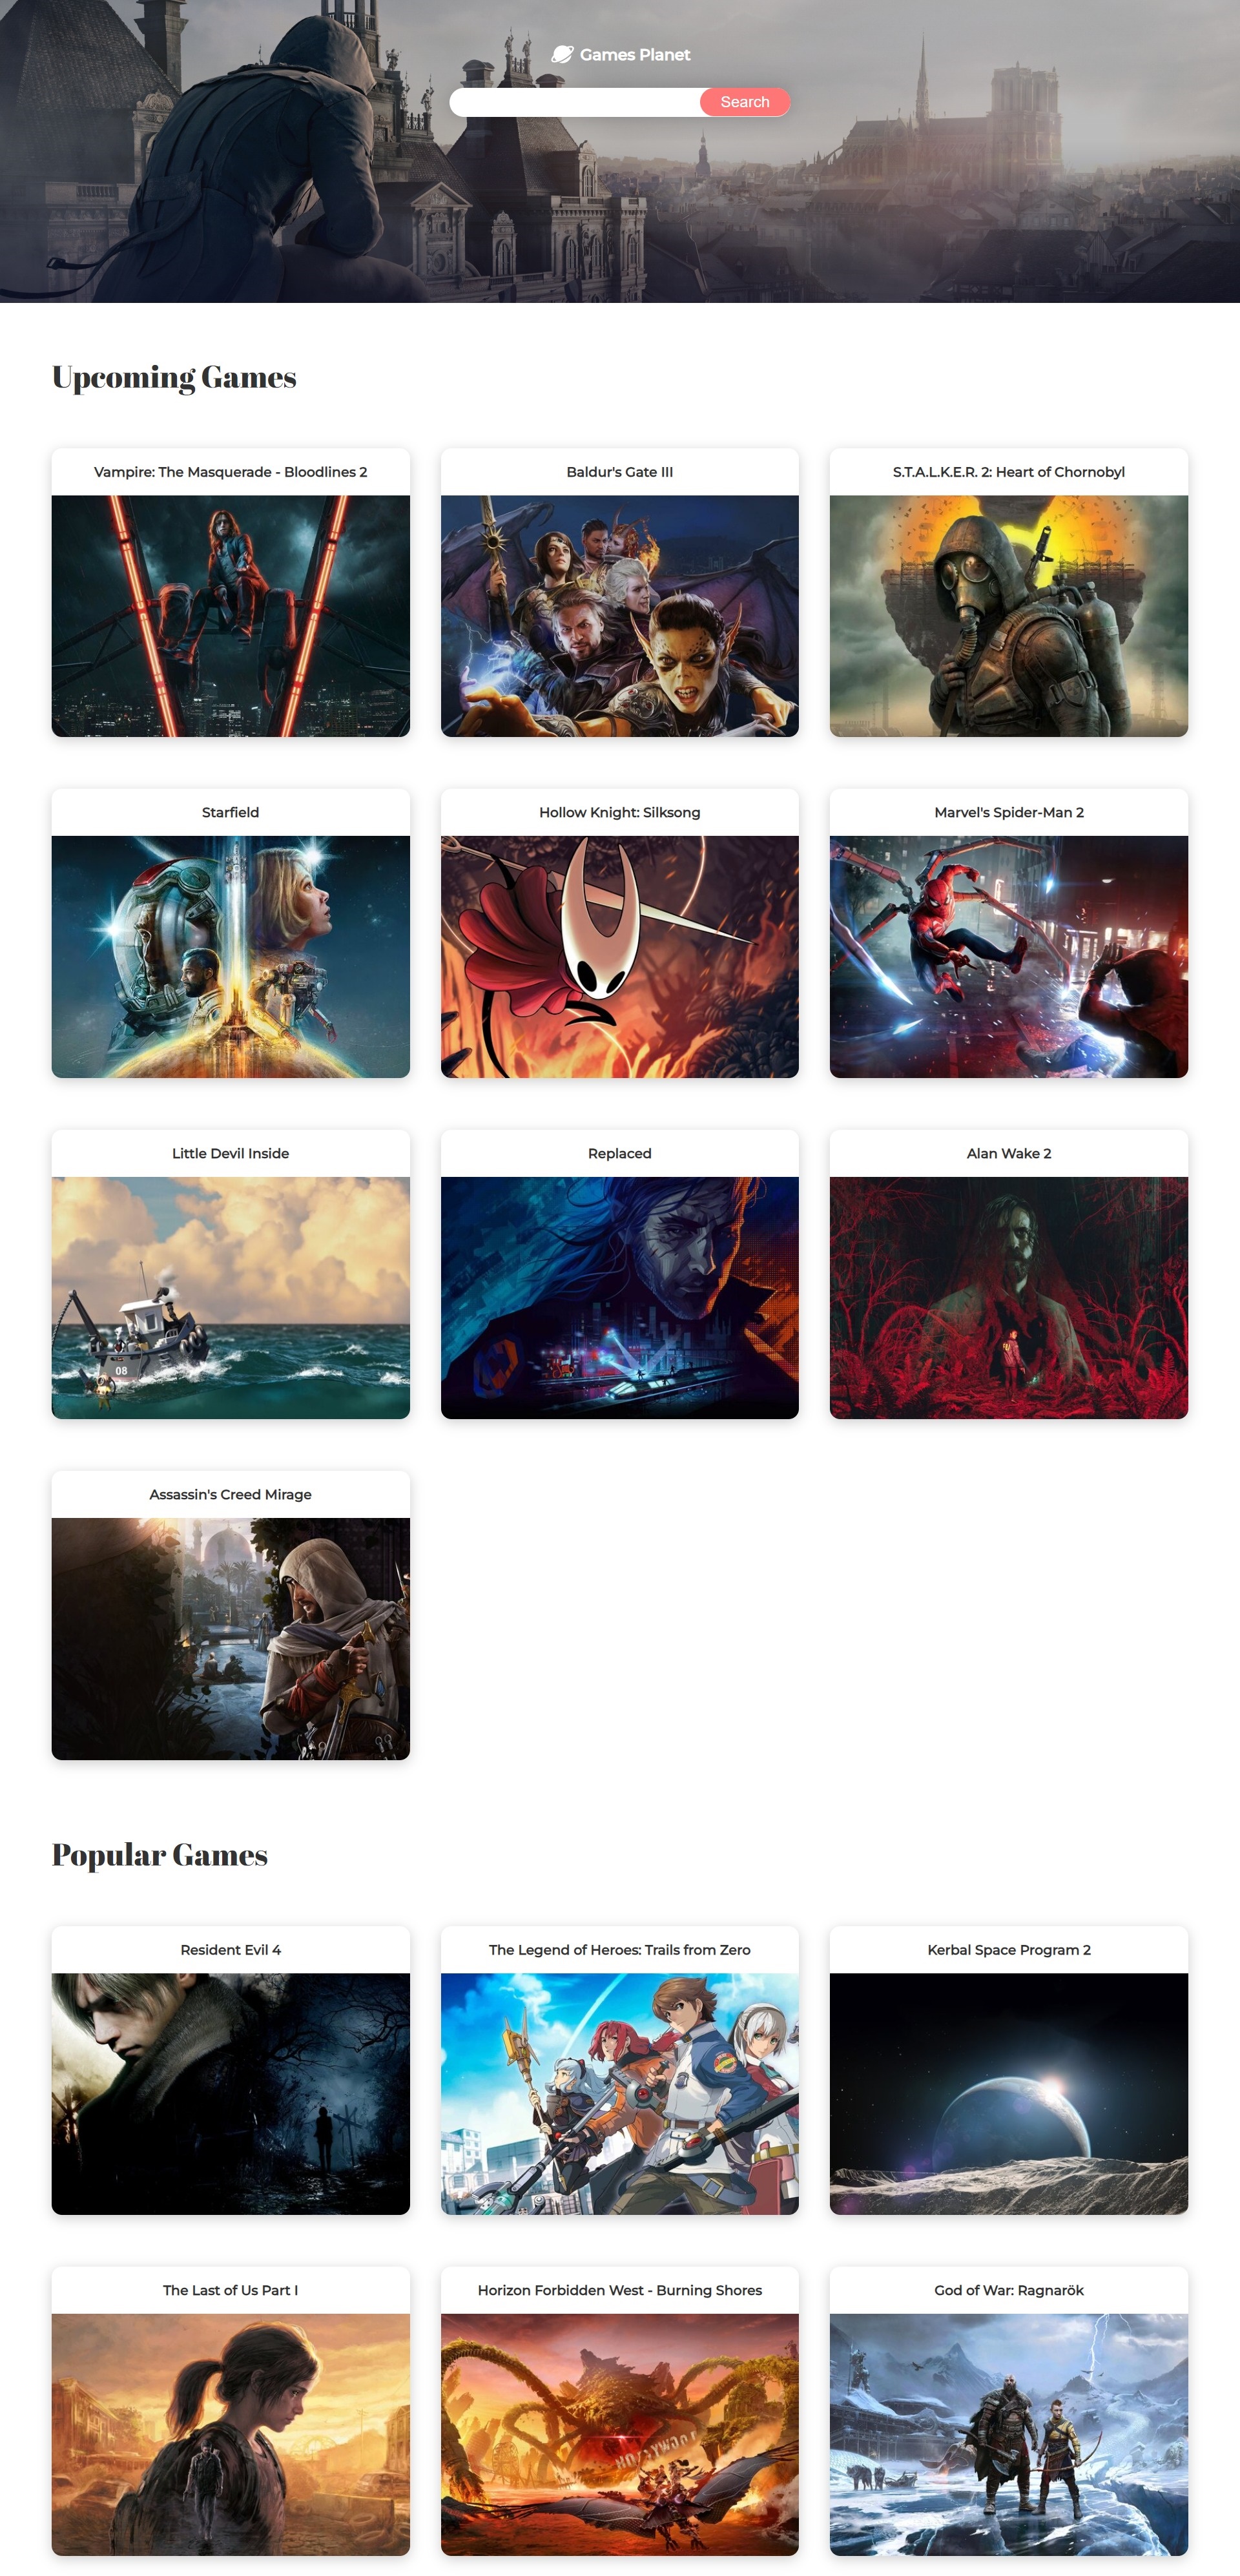 Games Planet
Search
Upcoming Games
Vampire: The Masquerade - Bloodlines 2
Baldur's Gate III
S.T.A.L.K.E.R. 2: Heart of Chornobyl
Starfield
Hollow Knight: Silksong
Marvel's Spider-Man 2
Little Devil Inside
Replaced
Alan Wake 2
08
Assassin's Creed Mirage
Popular Games
Resident Evil 4
The Legend of Heroes: Trails from Zero
Kerbal Space Program 2
The Last of Us Part I
Horizon Forbidden West - Burning Shores
God of War: Ragnarök
HOLLYWOOD